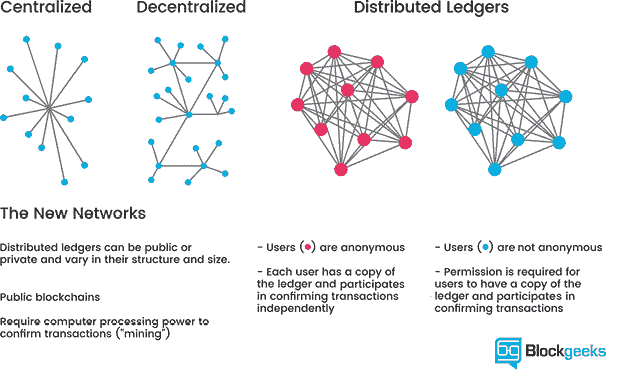 Centralized
Decentralized
Distributed Ledgers
The New Networks
Distributed ledgers can be public or
private and vary in their structure and size.
Public blockchains
Require computer processing power to
confirm transactions ("mining")
- Users (●) are anonymous
- Each user has a copy of
the ledger and participates
in confirming transactions
independently
- Users (●) are not anonymous
- Permission is required for
users to have a copy of the
ledger and participates in
confirming transactions
Blockgeeks